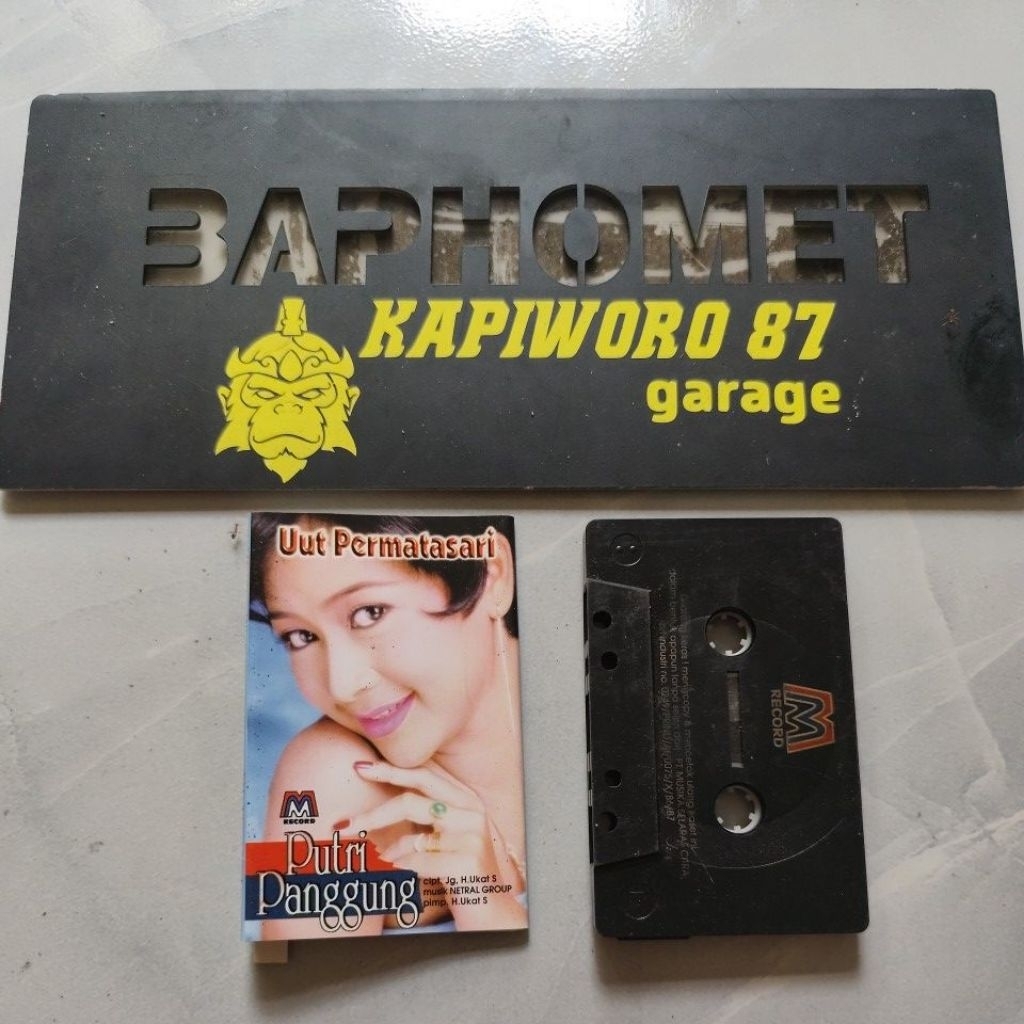 BAPHOMET
KAPIWORO 87
garage
Uut Permatasari
M
RECORD
Putri
Panggung
cipt. Jg. H.Ukat S
musik NETRAL GROUP
pimp. H.Ukat S
B
M
RECORD